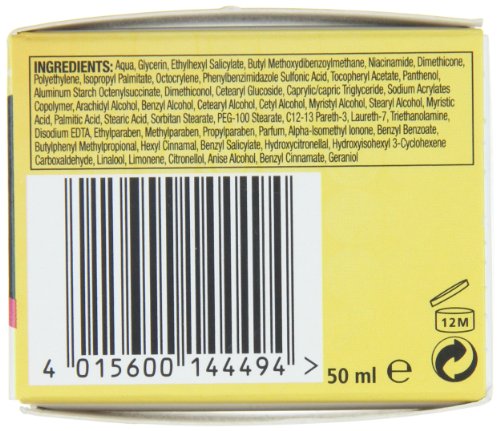 INGREDIENTS: Aqua, Glycerin, Ethylhexyl Salicylate, Butyl Methoxydibenzoylmethane, Niacinamide, Dimethicone,
Polyethylene, Isopropyl Palmitate, Octocrylene, Phenylbenzimidazole Sulfonic Acid, Tocopheryl Acetate, Panthenol,
Aluminum Starch Octenylsuccinate, Dimethiconol, Cetearyl Glucoside, Caprylic/capric Triglyceride, Sodium Acrylates
Copolymer, Arachidyl Alcohol, Benzyl Alcohol, Cetearyl Alcohol, Cetyl Alcohol, Myristyl Alcohol, Stearyl Alcohol, Myristic
Acid, Palmitic Acid, Stearic Acid, Sorbitan Stearate, PEG-100 Stearate, C12-13 Pareth-3, Laureth-7, Triethanolamine,
Disodium EDTA, Ethylparaben, Methylparaben, Propylparaben, Parfum, Alpha-Isomethyl Ionone, Benzyl Benzoate,
Butylphenyl Methylpropional, Hexyl Cinnamal, Benzyl Salicylate, Hydroxycitronellal, Hydroxyisohexyl 3-Cyclohexene
Carboxaldehyde, Linalool, Limonene, Citronellol, Anise Alcohol, Benzyl Cinnamate, Geraniol
12M
4 015600 144494 >
50 ml e